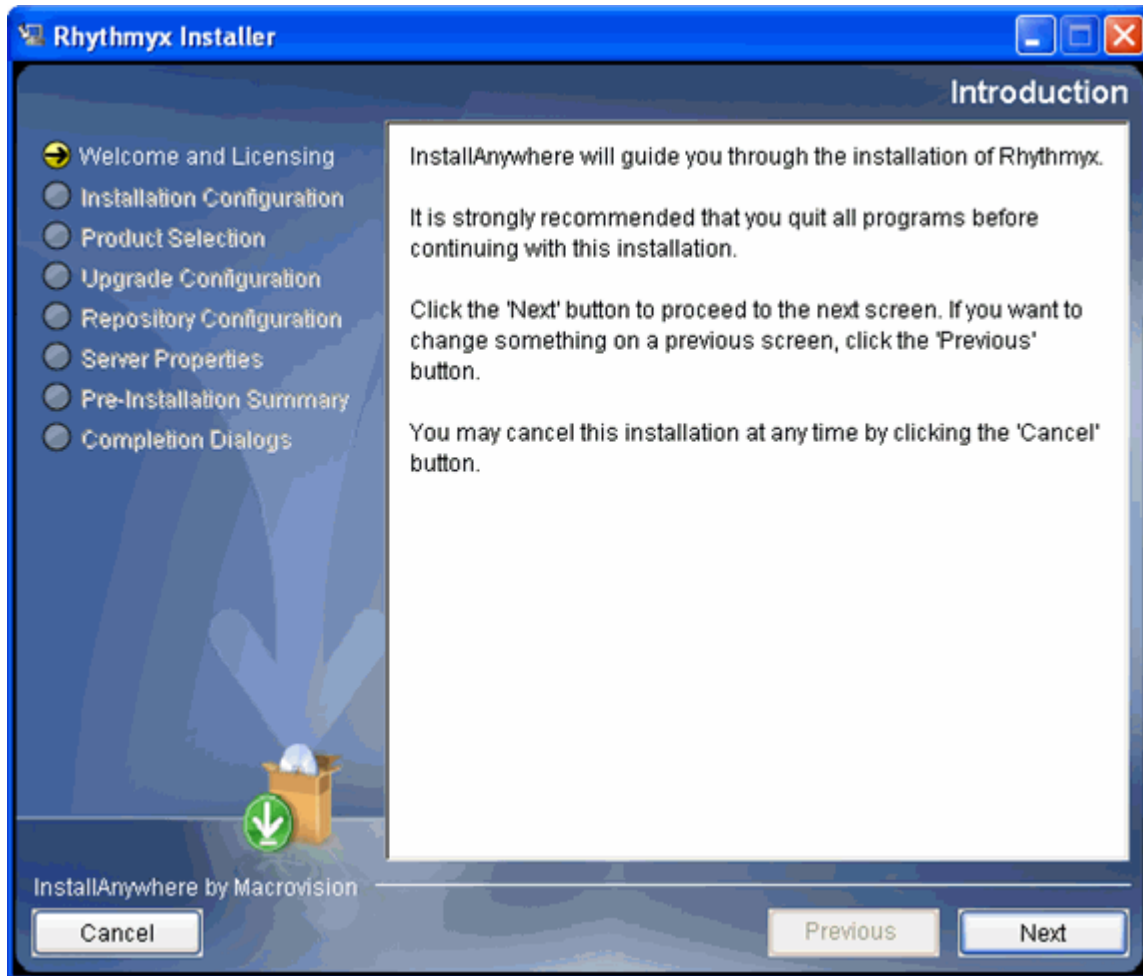 Rhythmyx Installer
Introduction
Welcome and Licensing
Installation Configuration
Product Selection
Upgrade Configuration
Repository Configuration
Server Properties
Pre-Installation Summary
Completion Dialogs
InstallAnywhere will guide you through the installation of Rhythmyx.
It is strongly recommended that you quit all programs before
continuing with this installation.
Click the 'Next' button to proceed to the next screen. If you want to
change something on a previous screen, click the 'Previous'
button.
You may cancel this installation at any time by clicking the 'Cancel'
button.
InstallAnywhere by Macrovision
Cancel
Previous
Next